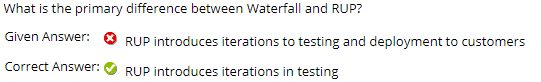 What is the primary difference between Waterfall and RUP?
Given Answer: RUP introduces iterations to testing and deployment to customers
Correct Answer: RUP introduces iterations in testing